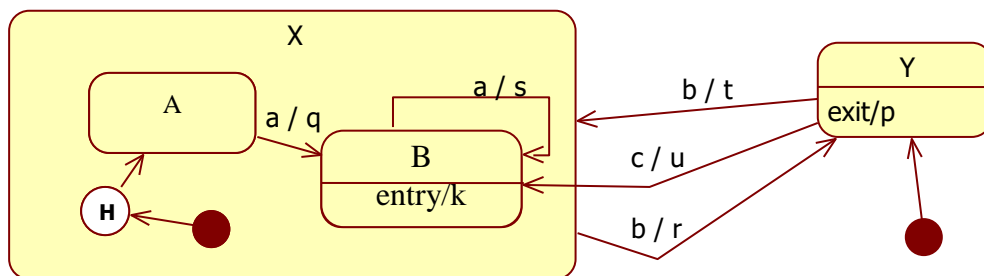 X
Y
A
a / s
b / t
a / q
exit/p
B
c / u
entry/k
H
b / r